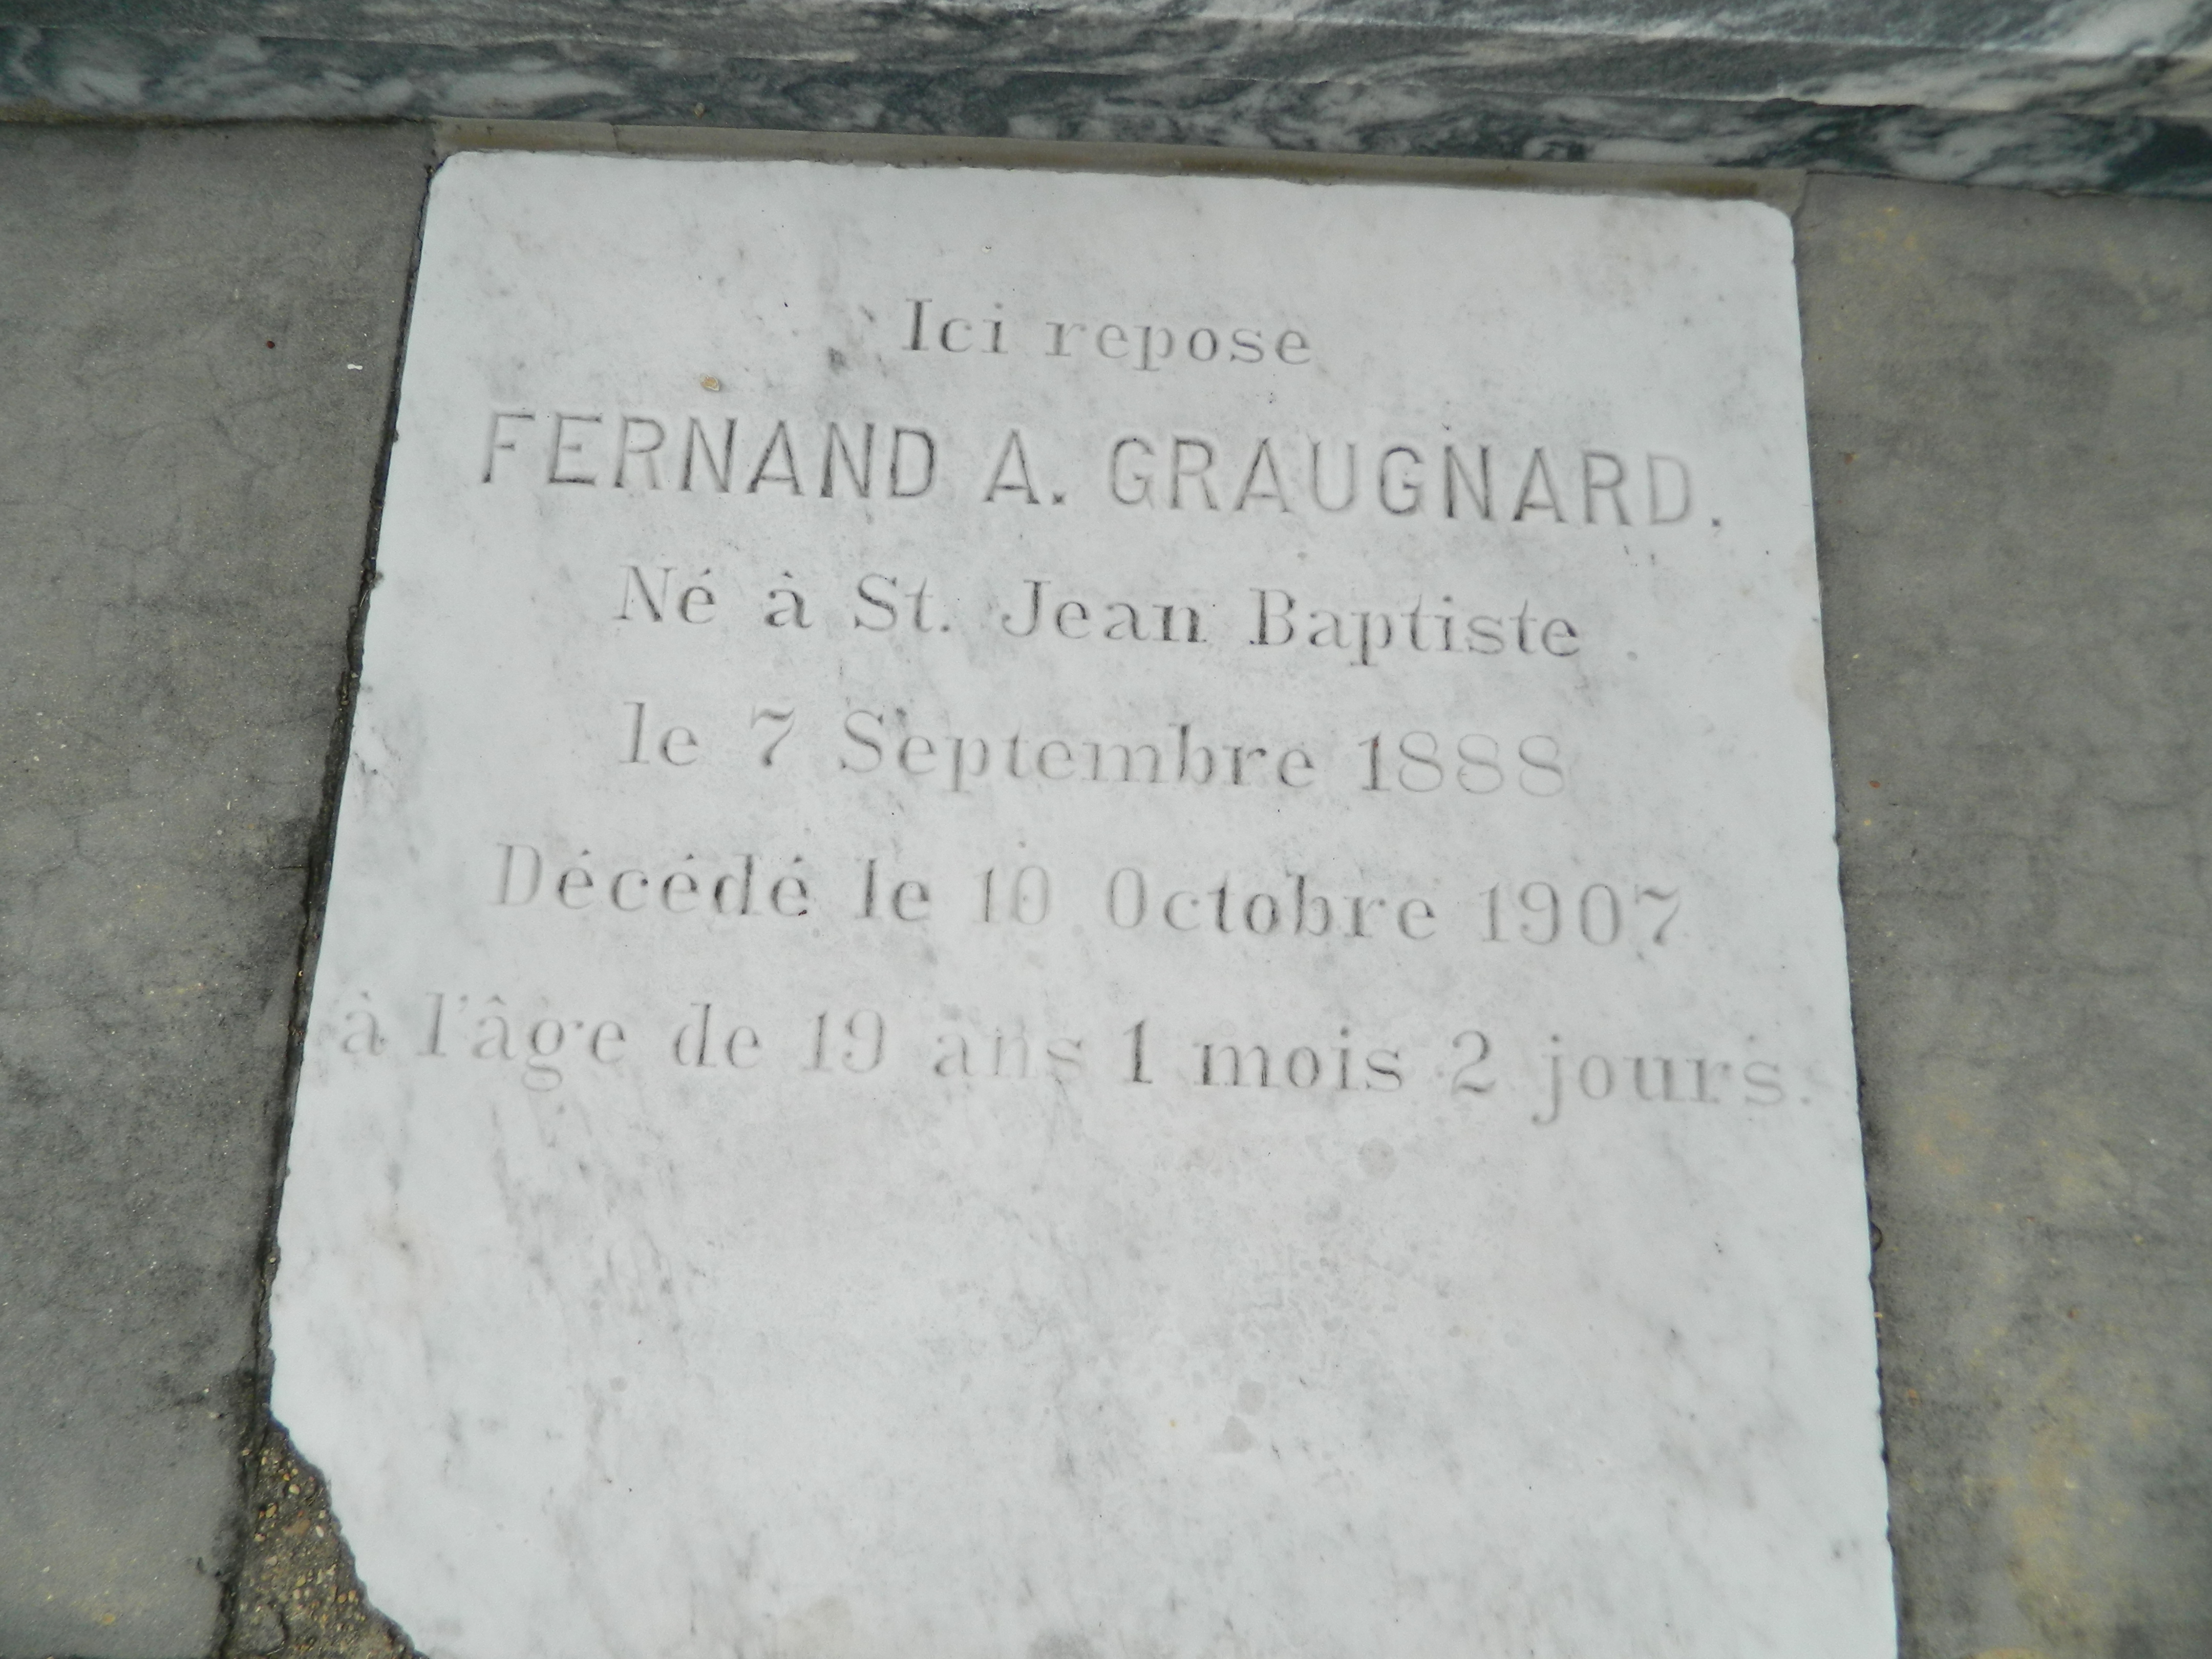 Ici repose
FERNAND A. GRAUGNARD.
Né à St. Jean Baptiste
le 7 Septembre 1888
Décédé le 10 Octobre 1907
à l'âge de 19 ans 1 mois 2 jours.